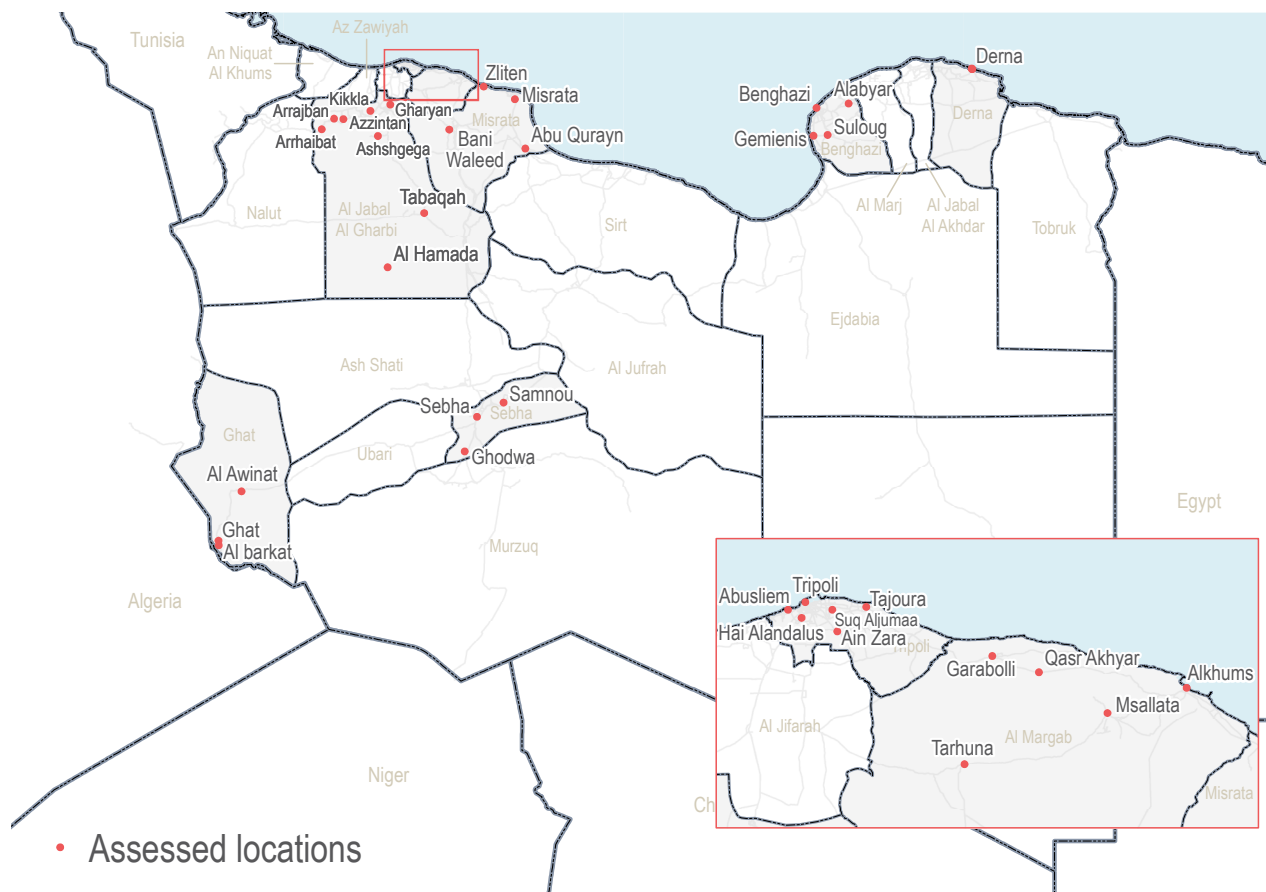 Az Zawiyah
Tunisia
An Niquat
Al Khums
Zliten
Misrata
Kikkla
Gharyan
Arrajban
Azzintan
Misrata
Arrhaibat
Ashshgega
Bani
Waleed
Abu Qurayn
Derna
Benghazi
Alabyar
Derna
Gemienis
Suloug
Benghazi
Nalut
Al Jabal
Al Gharbi
Tabaqah
Al Hamada
Sirt
Al Marj
Al Jabal
Al Akhdar
Tobruk
Ejdabia
Ash Shati
Al Jufrah
Sebha
Samnou
Sebha
Ghodwa
Ubari
Ghat
Al Awinat
Ghat
Al barkat
Murzuq
Egypt
Algeria
Niger
Ch
Abusliem
Tripoli
Tajoura
Suq Aljumaa
Hai Alandalus
Ain Zara
Tripoli
Garabolli
Qasr Akhyar
Alkhums
Msallata
Al Jifarah
Al Margab
Tarhuna
Misrata
Assessed locations